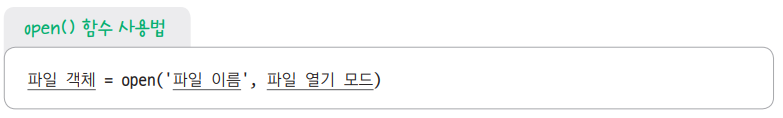 open() 함수 사용법
파일 객체 = open('파일 이름', 파일 열기 모드)